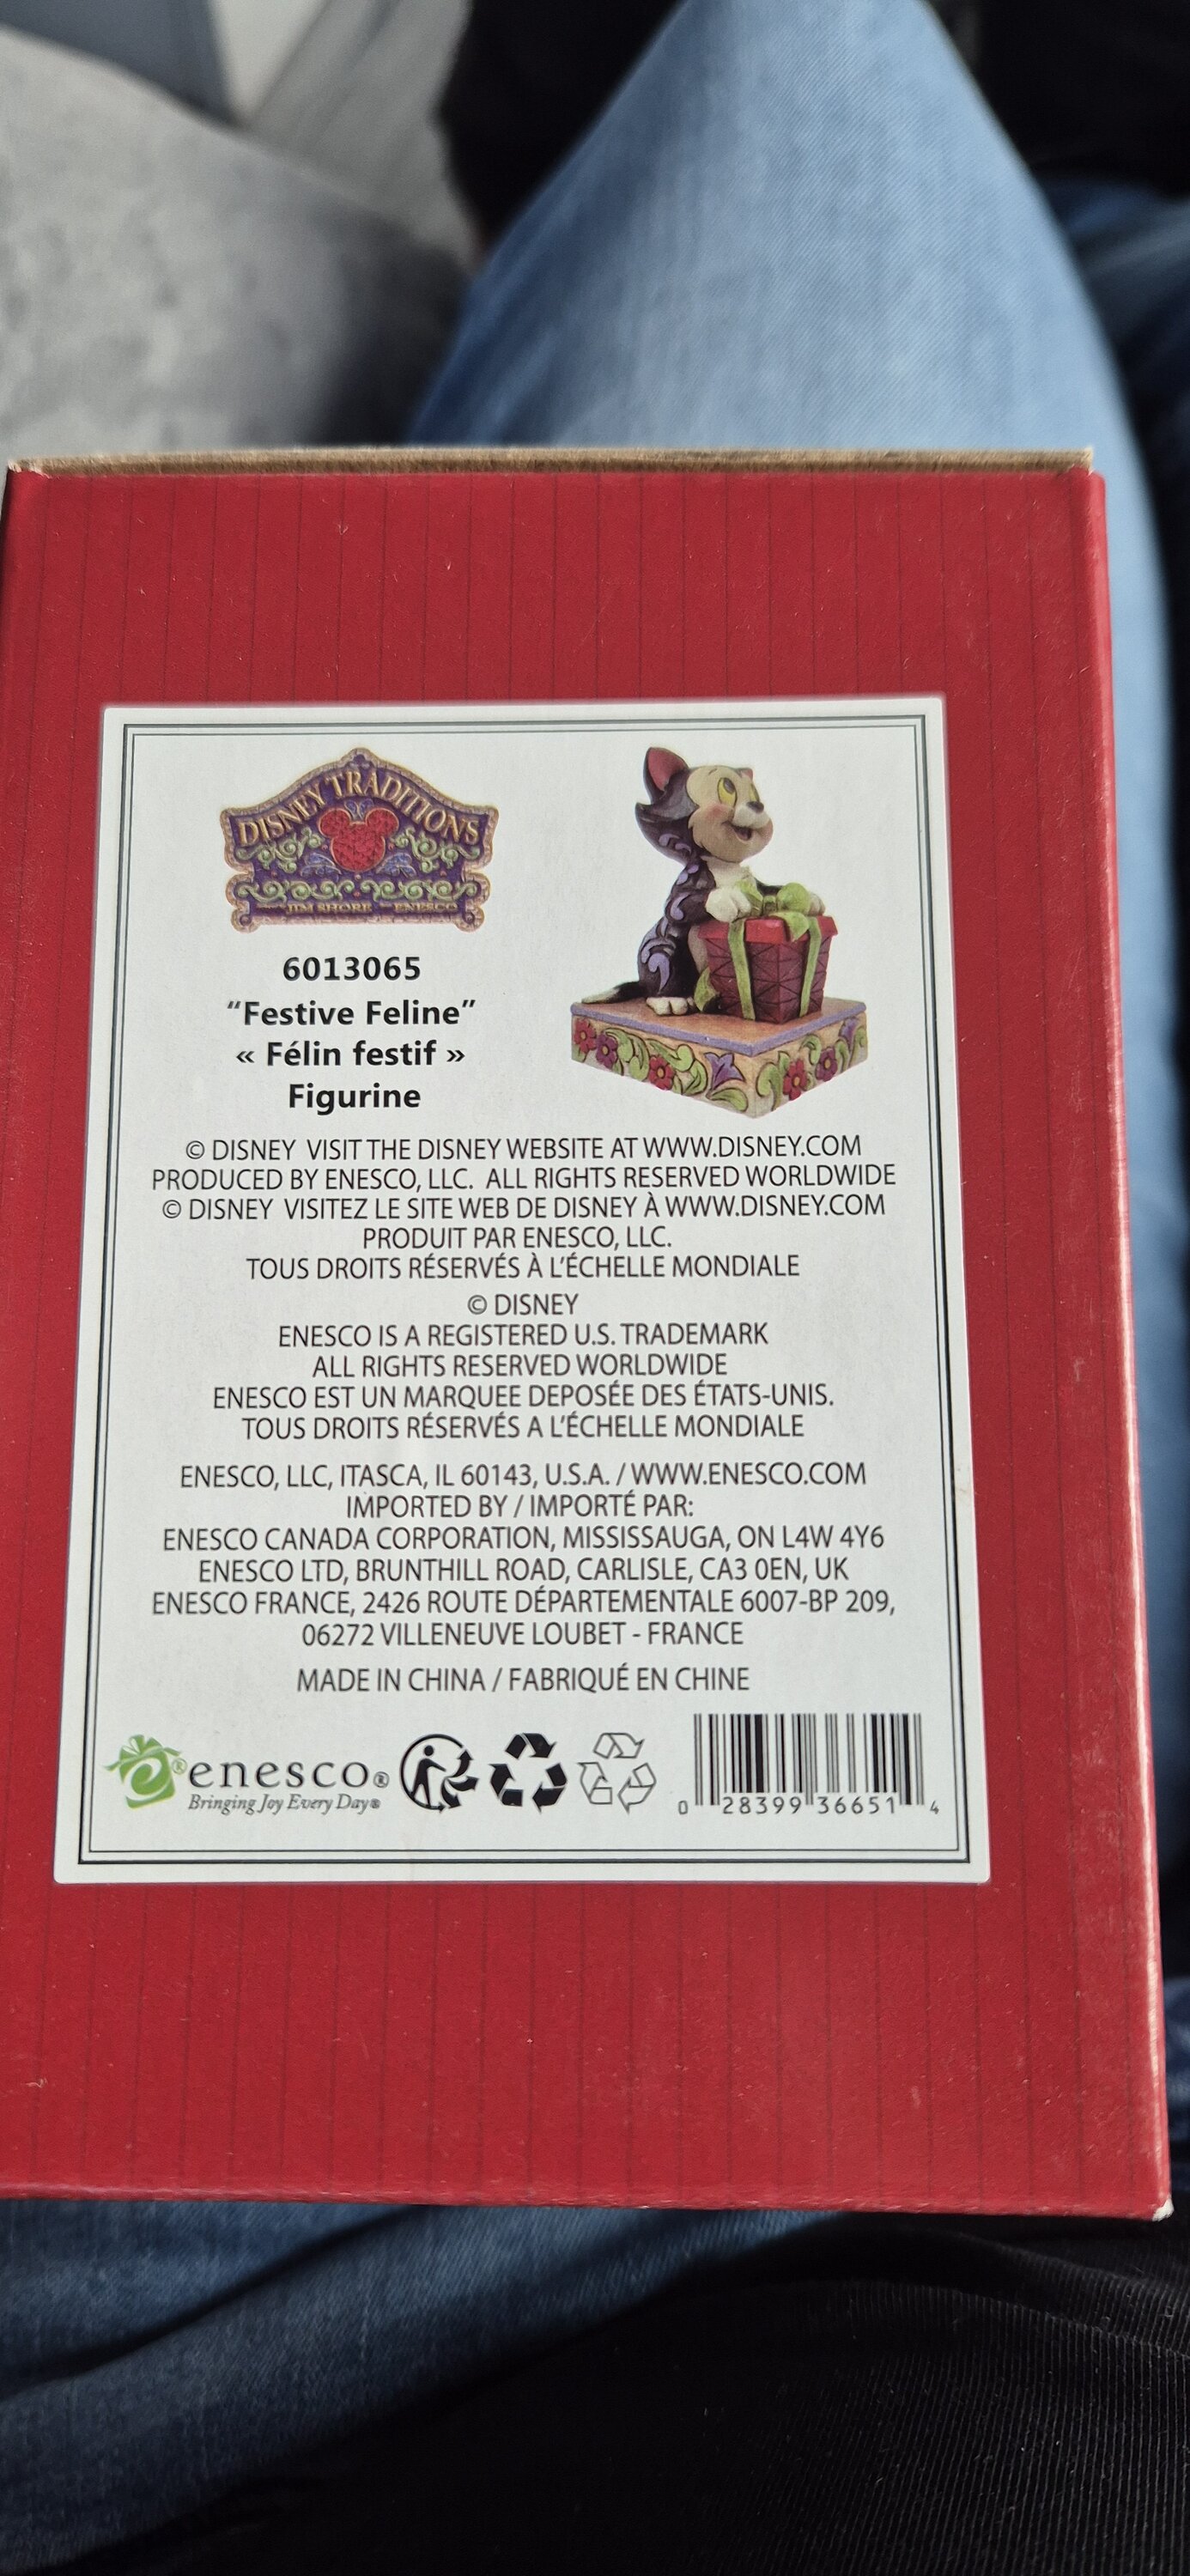 DISNEY TRADITIONS
JIM SHORE ENESCO
6013065
“Festive Feline”
« Félin festif »
Figurine
© DISNEY VISIT THE DISNEY WEBSITE AT WWW.DISNEY.COM
PRODUCED BY ENESCO, LLC. ALL RIGHTS RESERVED WORLDWIDE
© DISNEY VISITEZ LE SITE WEB DE DISNEY À WWW.DISNEY.COM
PRODUIT PAR ENESCO, LLC.
TOUS DROITS RÉSERVÉS À L’ÉCHELLE MONDIALE
© DISNEY
ENESCO IS A REGISTERED U.S. TRADEMARK
ALL RIGHTS RESERVED WORLDWIDE
ENESCO EST UN MARQUEE DEPOSÉE DES ÉTATS-UNIS.
TOUS DROITS RÉSERVÉS A L’ÉCHELLE MONDIALE
ENESCO, LLC, ITASCA, IL 60143, U.S.A. / WWW.ENESCO.COM
IMPORTED BY / IMPORTÉ PAR:
ENESCO CANADA CORPORATION, MISSISSAUGA, ON L4W 4Y6
ENESCO LTD, BRUNTHILL ROAD, CARLISLE, CA3 0EN, UK
ENESCO FRANCE, 2426 ROUTE DÉPARTEMENTALE 6007-BP 209,
06272 VILLENEUVE LOUBET - FRANCE
MADE IN CHINA / FABRIQUÉ EN CHINE
e® enesco®
Bringing Joy Every Day®
0 28399 36651 4